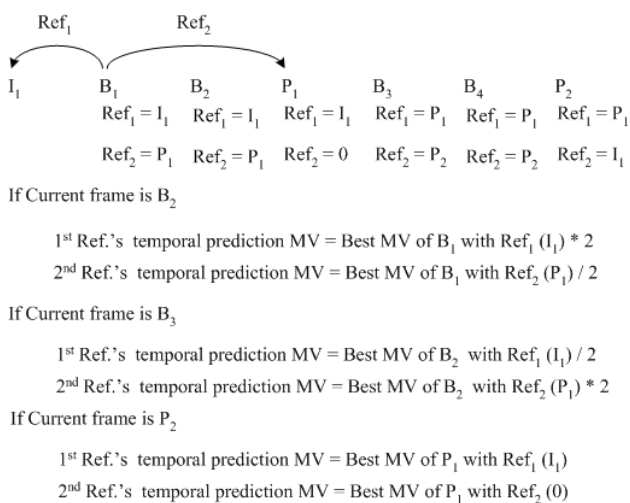 Ref₁ Ref₂
I₁ B₁ B₂ P₁ B₃ B₄ P₂
Ref₁ = I₁ Ref₁ = I₁ Ref₁ = I₁ Ref₁ = P₁ Ref₁ = P₁ Ref₁ = P₁
Ref₂ = P₁ Ref₂ = P₁ Ref₂ = 0 Ref₂ = P₂ Ref₂ = P₂ Ref₂ = I₁
If Current frame is B₂
1ˢᵗ Ref.'s temporal prediction MV = Best MV of B₁ with Ref₁ (I₁) * 2
2ⁿᵈ Ref.'s temporal prediction MV = Best MV of B₁ with Ref₂ (P₁) / 2
If Current frame is B₃
1ˢᵗ Ref.'s temporal prediction MV = Best MV of B₂ with Ref₁ (I₁) / 2
2ⁿᵈ Ref.'s temporal prediction MV = Best MV of B₂ with Ref₂ (P₁) * 2
If Current frame is P₂
1ˢᵗ Ref.'s temporal prediction MV = Best MV of P₁ with Ref₁ (I₁)
2ⁿᵈ Ref.'s temporal prediction MV = Best MV of P₁ with Ref₂ (0)